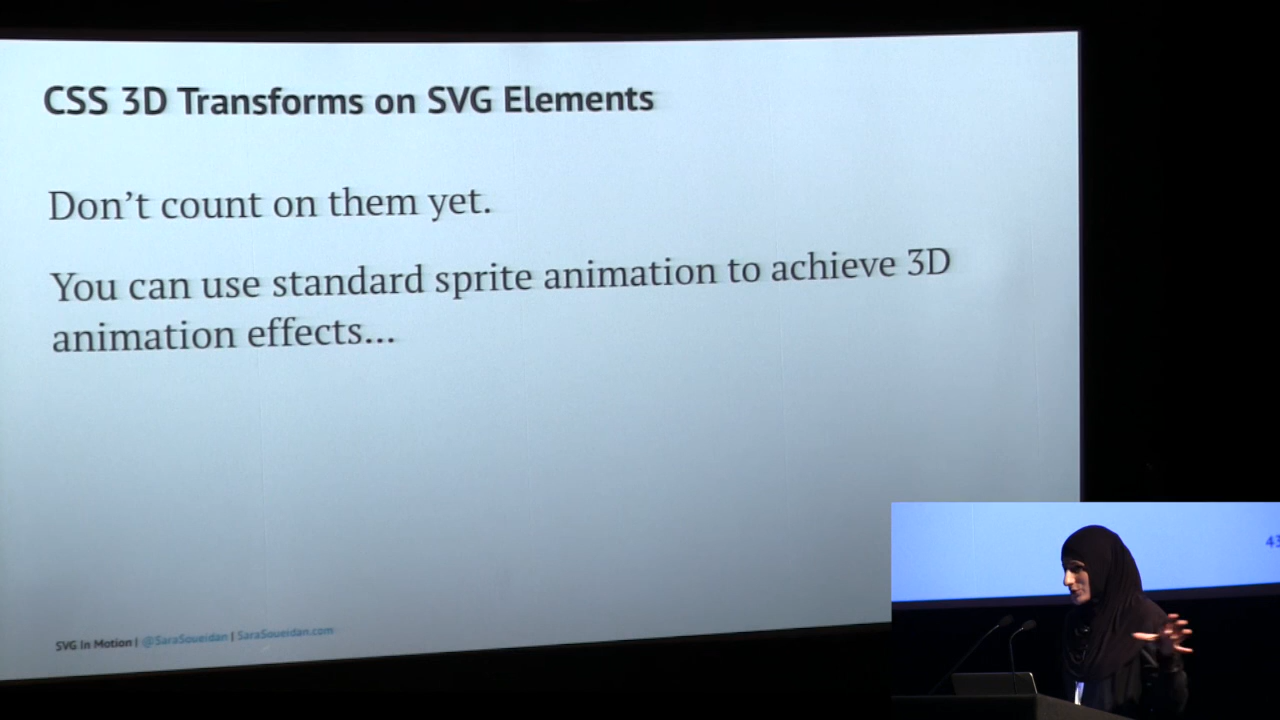 CSS 3D Transforms on SVG Elements
Don’t count on them yet.
You can use standard sprite animation to achieve 3D
animation effects...
SVG In Motion | @SaraSoueidan | SaraSoueidan.com
43